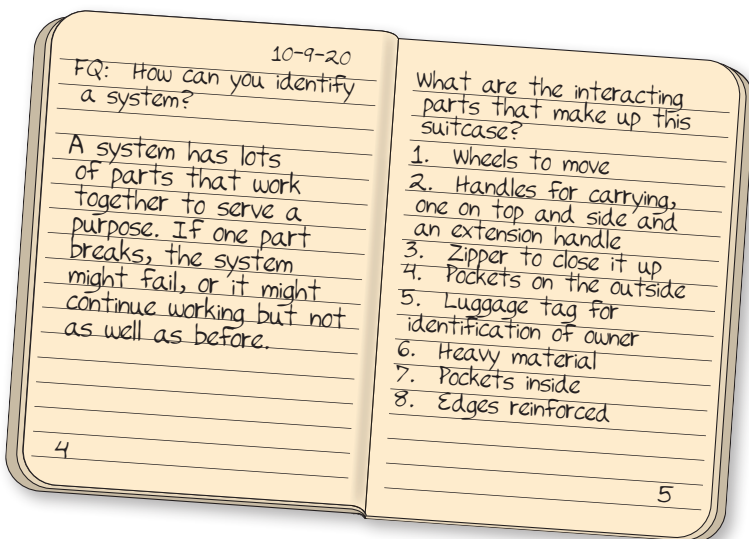 10-9-20
FQ: How can you identify
a system?
A system has lots
of parts that work
together to serve a
purpose. If one part
breaks, the system
might fail, or it might
continue working but not
as well as before.
4
What are the interacting
parts that make up this
suitcase?
1. Wheels to move
2. Handles for carrying,
one on top and side and
an extension handle
3. Zipper to close it up
4. Pockets on the outside
5. Luggage tag for
identification of owner
6. Heavy material
7. Pockets inside
8. Edges reinforced
5